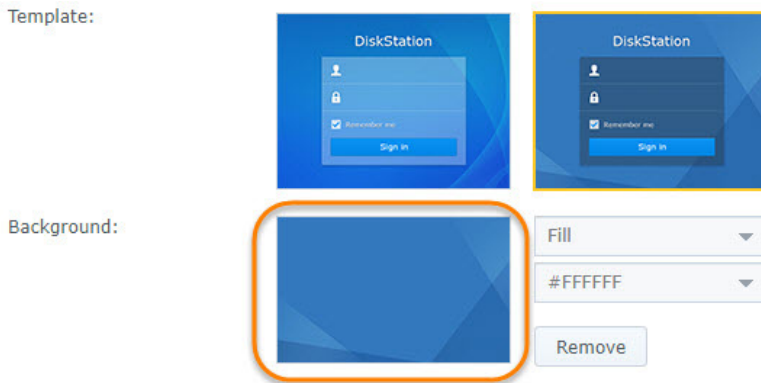 Template:
DiskStation
Remember me
Sign in
DiskStation
Remember me
Sign in
Background:
Fill
#FFFFFF
Remove